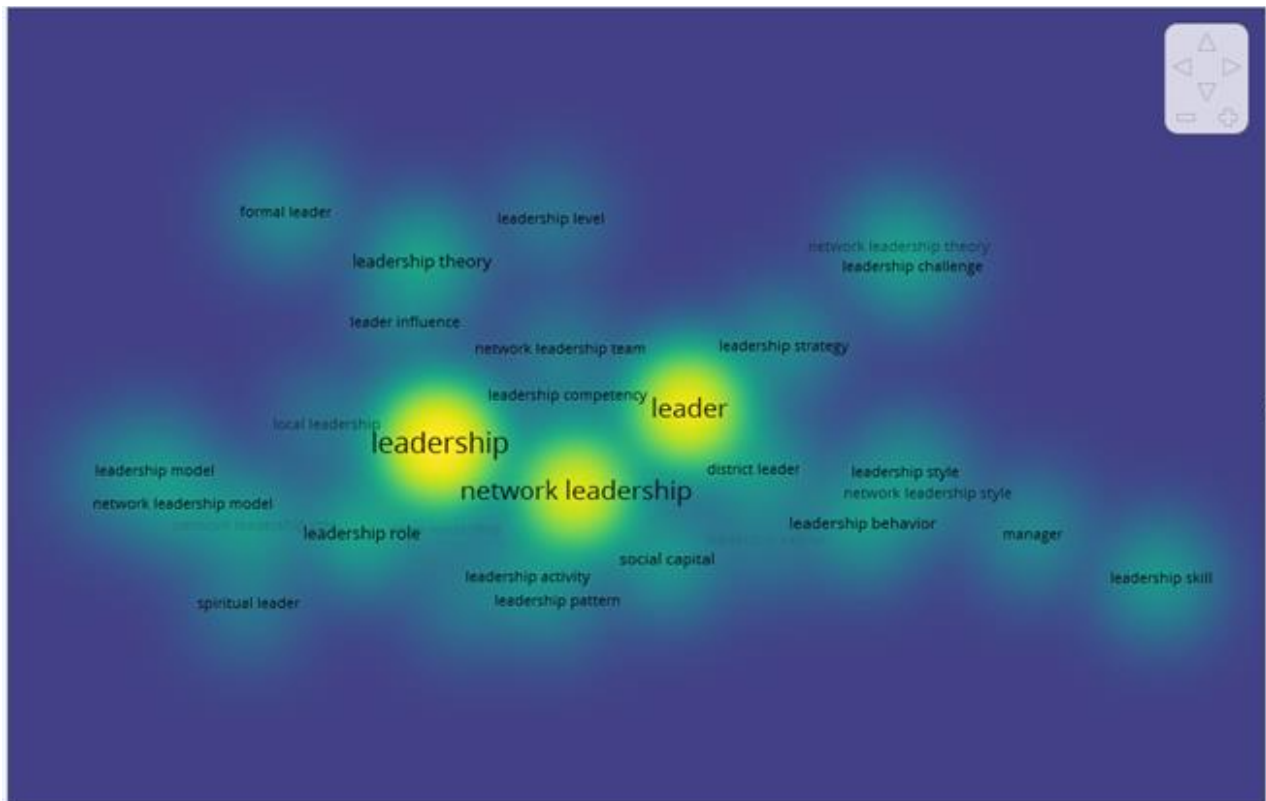 formal leader
leadership level
leadership theory
network leadership theory
leadership challenge
leader influence
network leadership team
leadership strategy
leadership competency
leader
local leadership
leadership
leadership model
district leader
leadership style
network leadership
network leadership style
network leadership model
leadership role
leadership behavior
manager
social capital
leadership activity
leadership skill
leadership pattern
spiritual leader